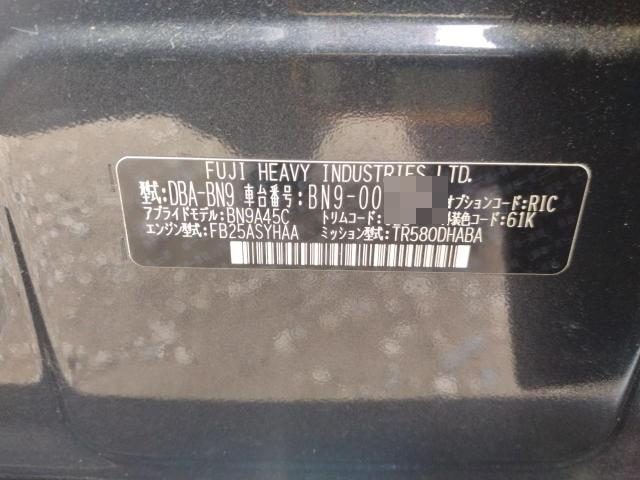 FUJI HEAVY INDUSTRIES LTD.
型式:DBA-BN9 車台番号:BN9-00 オプションコード:RIC
アプライドモデル:BN9A45C トリムコード: 装色コード:61K
エンジン型式:FB25ASYHAA ミッション型式:TR580DHABA